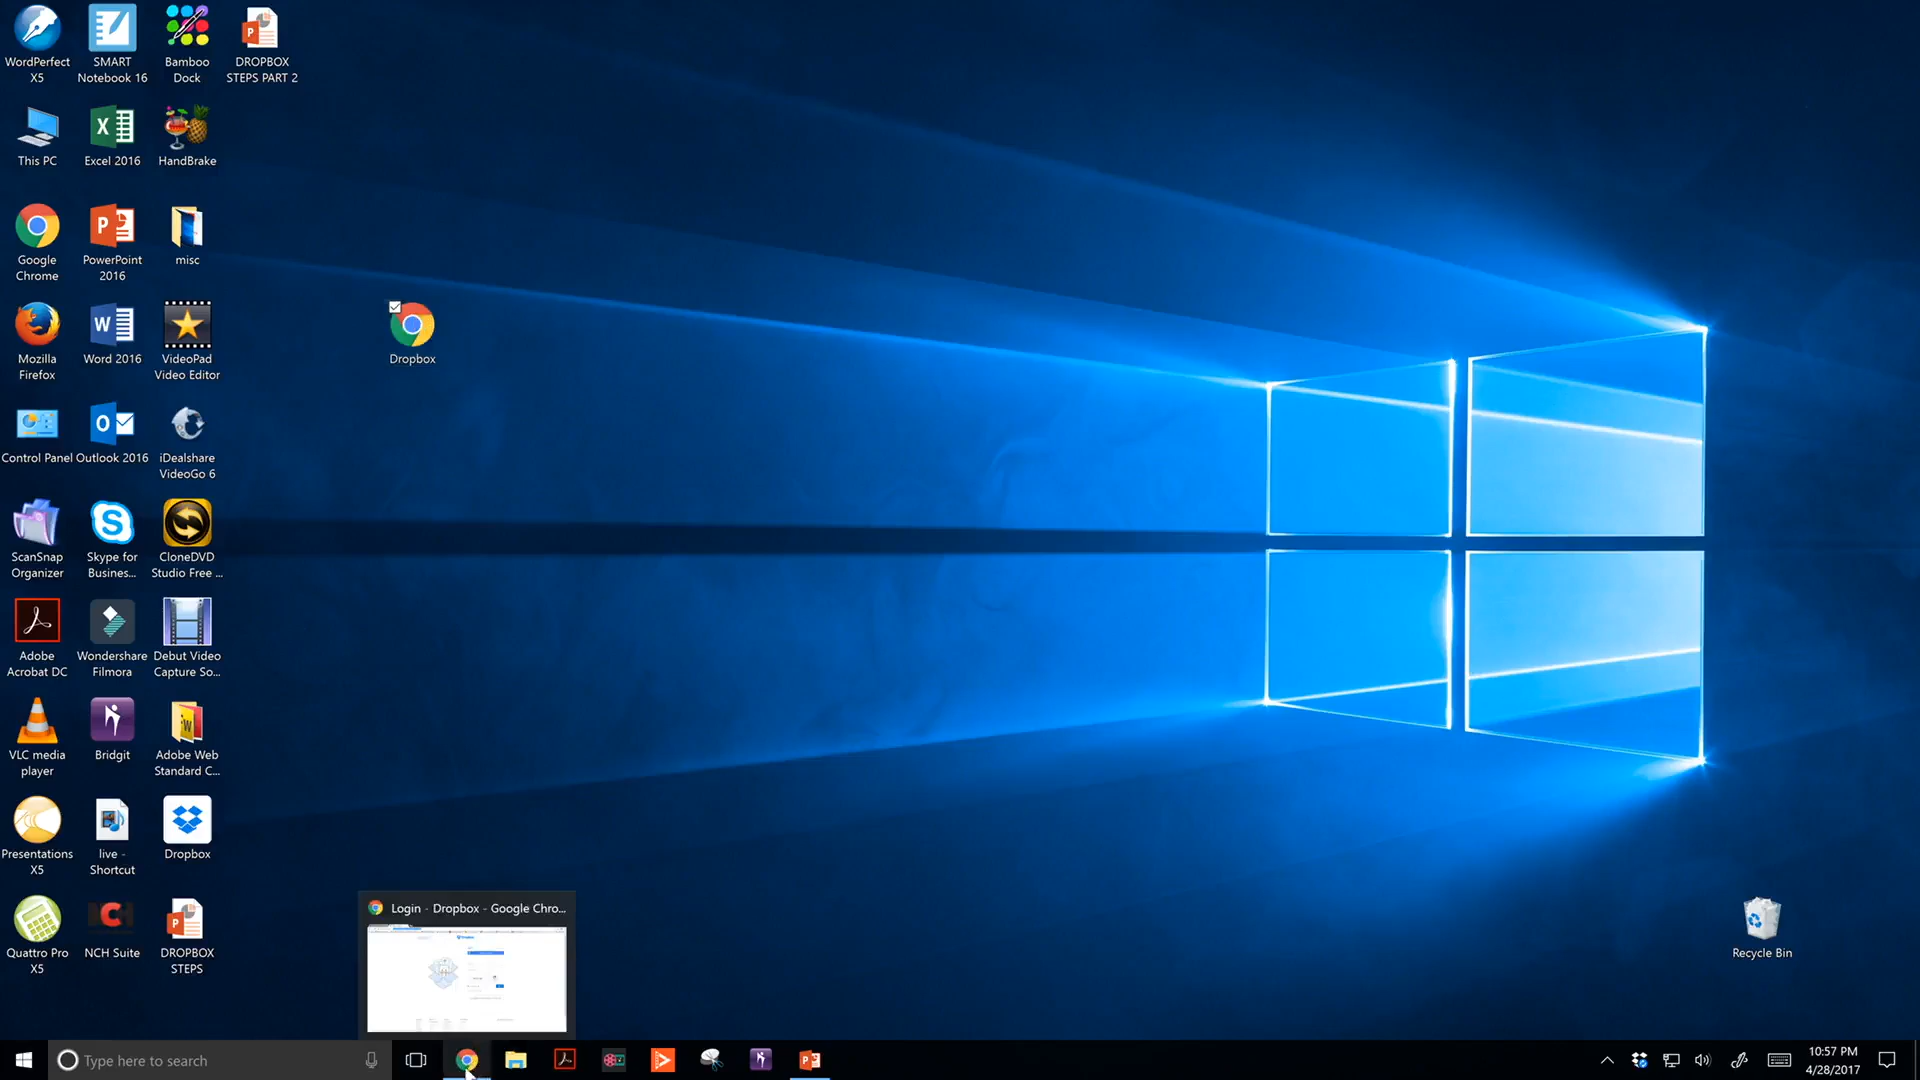 WordPerfect
X5
SMART
Notebook 16
Bamboo
Dock
DROPBOX
STEPS PART 2
This PC
Excel 2016
HandBrake
Google
Chrome
PowerPoint
2016
misc
Mozilla
Firefox
Word 2016
VideoPad
Video Editor
Dropbox
Control Panel
Outlook 2016
iDealshare
VideoGo 6
ScanSnap
Organizer
Skype for
Busines...
CloneDVD
Studio Free ...
Adobe
Acrobat DC
Wondershare
Filmora
Debut Video
Capture So...
VLC media
player
Bridgit
Adobe Web
Standard C...
Presentations
X5
live -
Shortcut
Dropbox
Quattro Pro
X5
NCH Suite
DROPBOX
STEPS
Login - Dropbox - Google Chro...
Recycle Bin
Type here to search
10:57 PM
4/28/2017